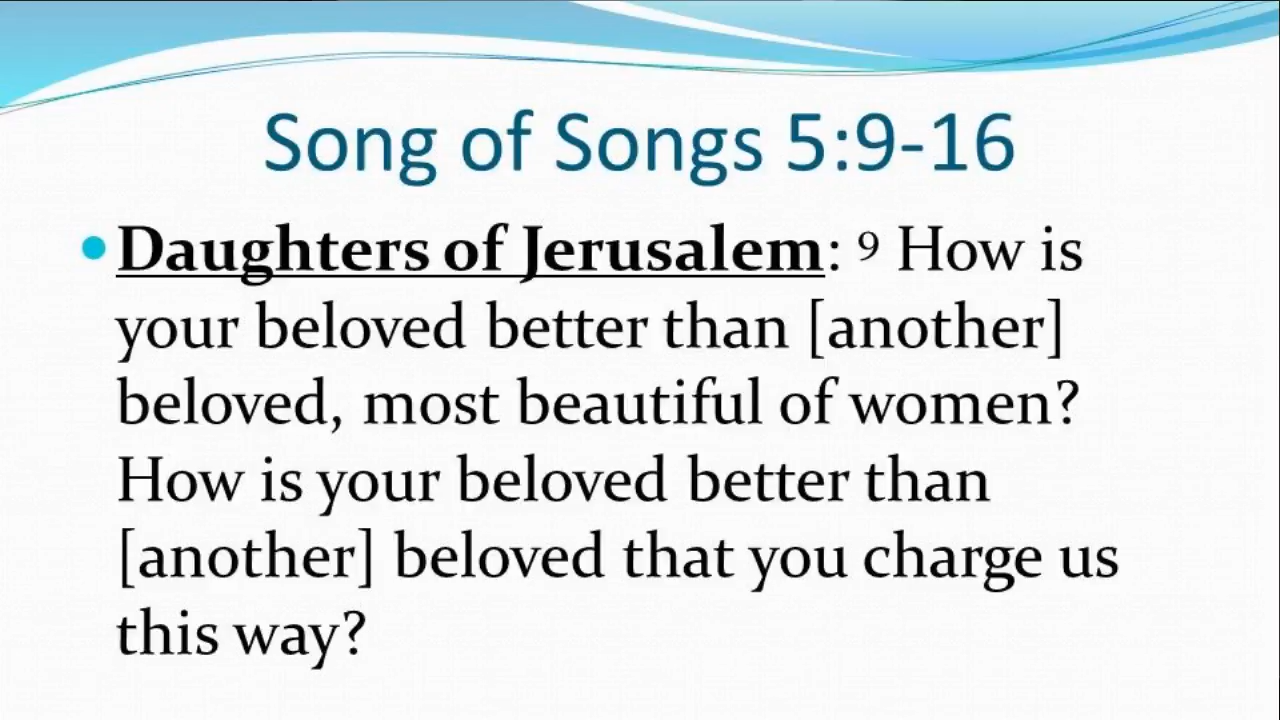 Song of Songs 5:9-16
• Daughters of Jerusalem: ⁹ How is
your beloved better than [another]
beloved, most beautiful of women?
How is your beloved better than
[another] beloved that you charge us
this way?